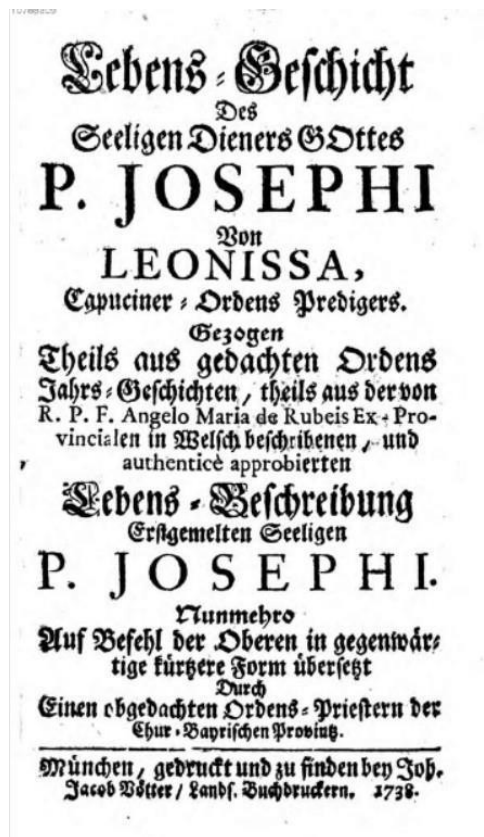 Lebens-Geschicht
Des
Seeligen Dieners GOttes
P. JOSEPHI
Von
LEONISSA,
Capuciner-Ordens Predigers.
Gezogen
Theils aus gedachten Ordens
Jahrs-Geschichten, theils aus der von
R. P. F. Angelo Maria de Rubeis Ex-Pro-
vincialen in Welsch beschribenen, und
authenticè approbierten
Lebens-Beschreibung
Erstgemelten Seeligen
P. JOSEPHI.
Nunmehro
Auf Befehl der Oberen in gegenwär-
tige kürtzere Form übersetzt
Durch
Einen obgedachten Ordens-Priestern der
Chur-Bayrischen Provintz.
München, gedruckt und zu finden bey Joh.
Jacob Vötter / Lands. Buchdruckern. 1738.